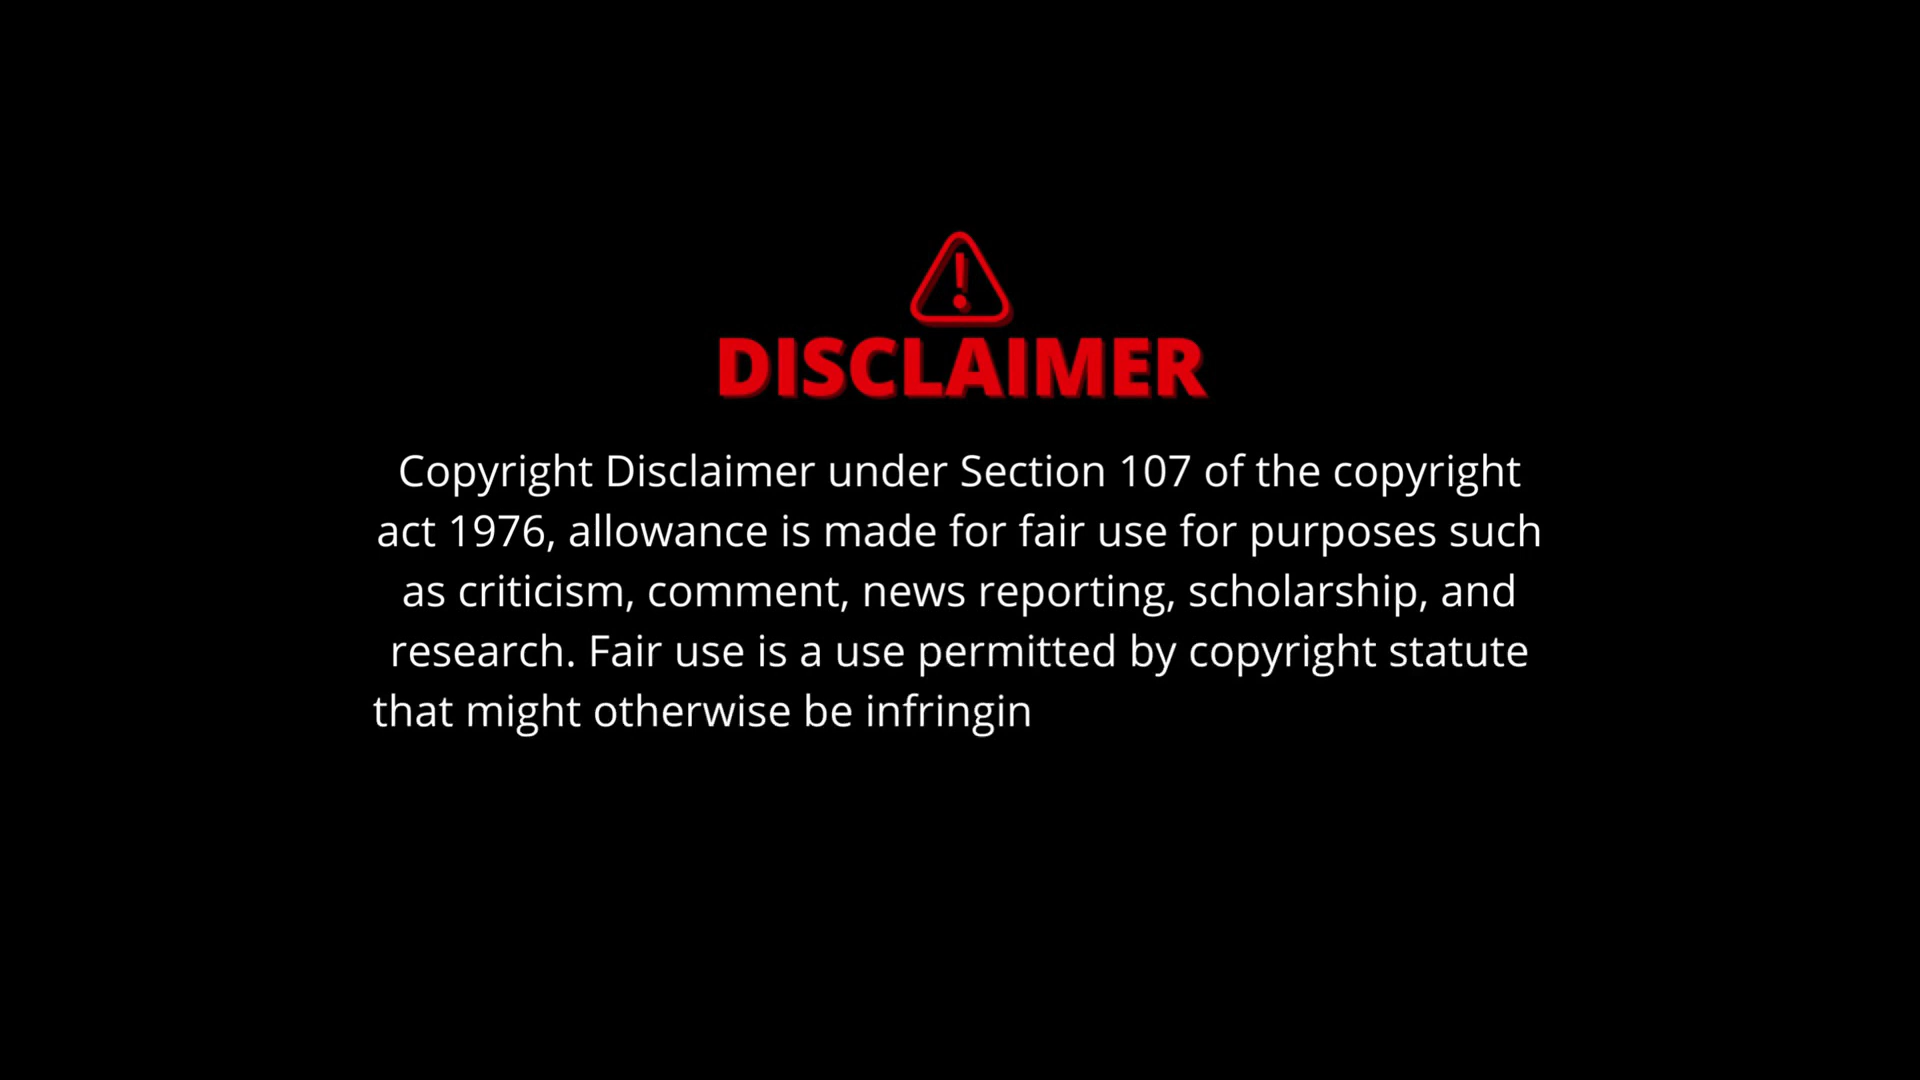 DISCLAIMER
Copyright Disclaimer under Section 107 of the copyright
act 1976, allowance is made for fair use for purposes such
as criticism, comment, news reporting, scholarship, and
research. Fair use is a use permitted by copyright statute
that might otherwise be infringin